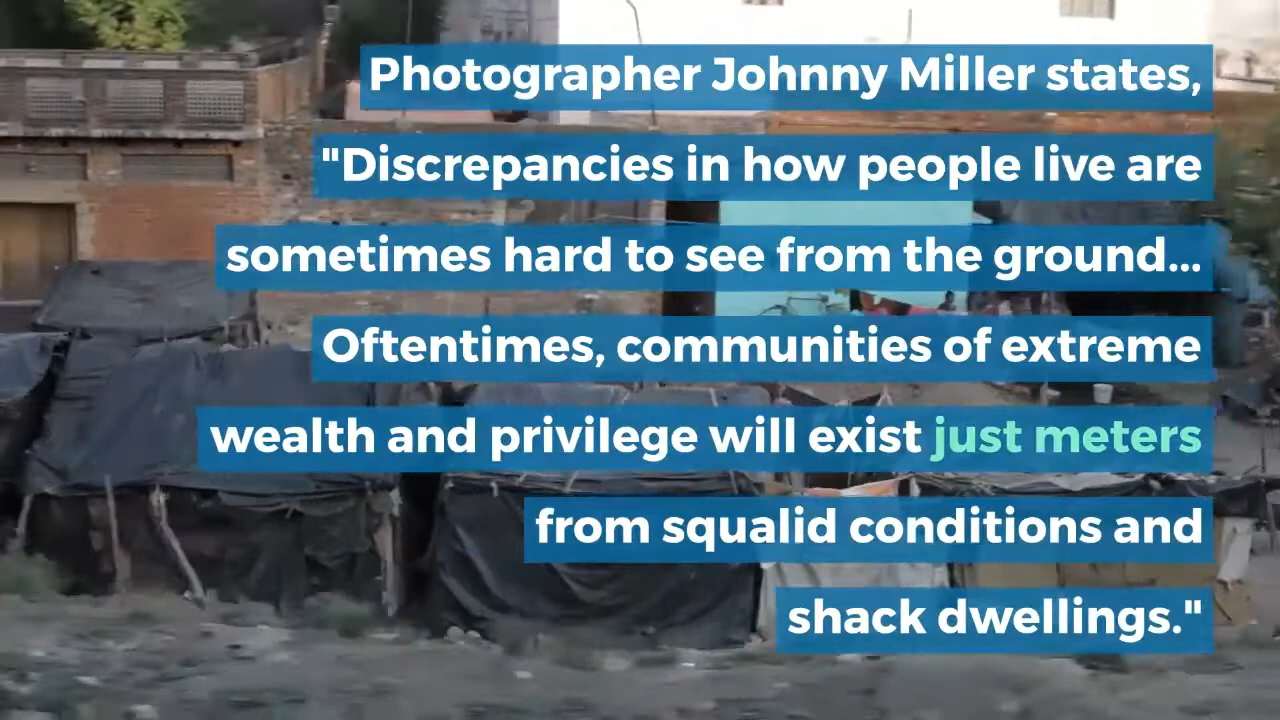 Photographer Johnny Miller states,
"Discrepancies in how people live are
sometimes hard to see from the ground...
Oftentimes, communities of extreme
wealth and privilege will exist just meters
from squalid conditions and
shack dwellings."